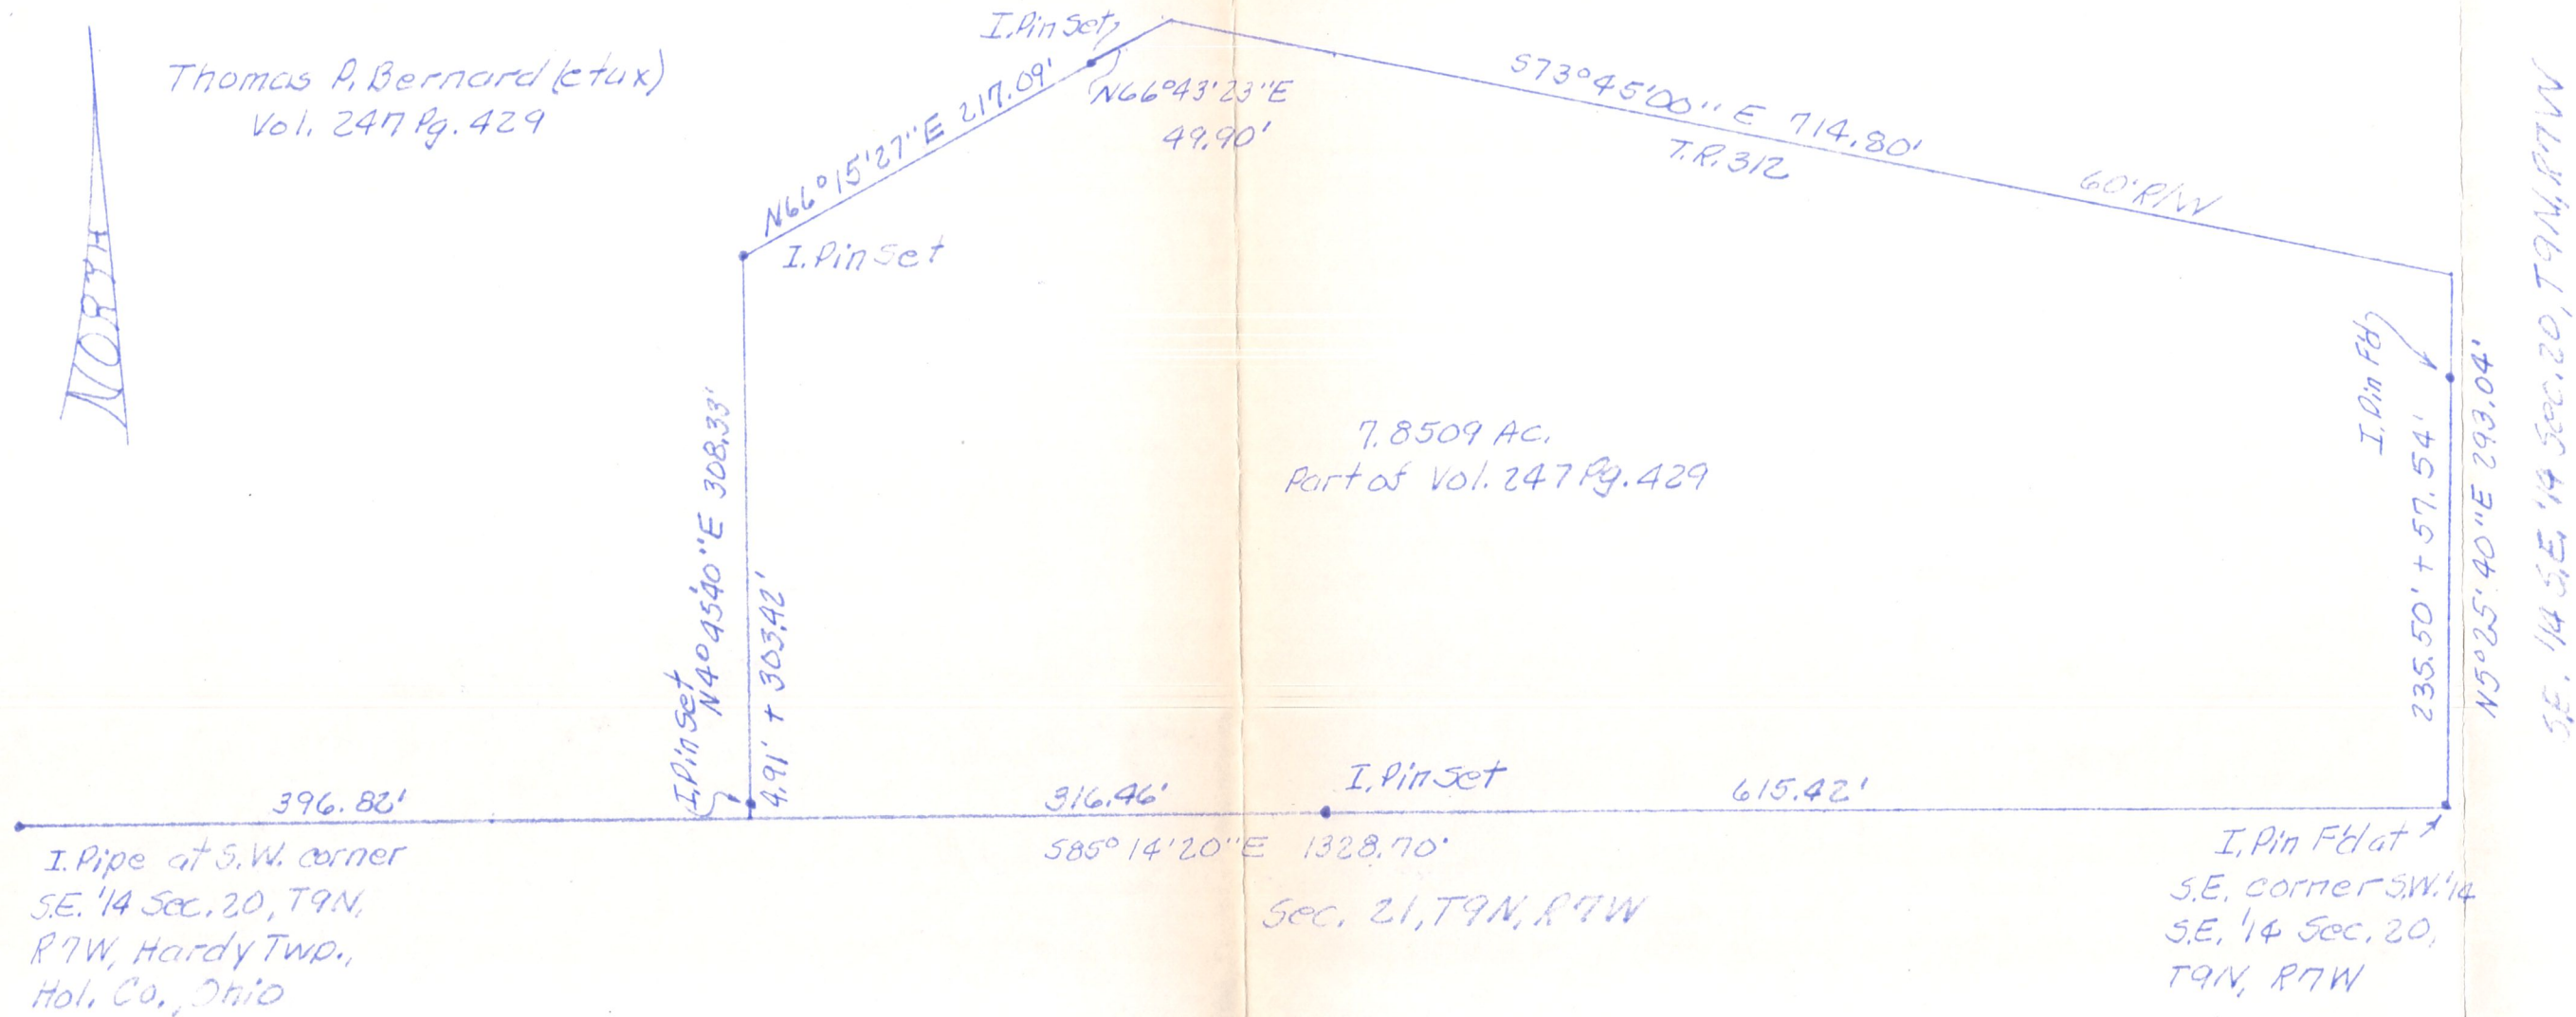 NORTH
Thomas P. Bernard (etux)
Vol. 247 Pg. 429
I. Pin Set
N66°15'27"E 217.09'
N66°43'23"E
49.90'
S73°45'00"E 714.80'
T.R. 312
60' R/W
I. Pin Set
I. Pin F'd
N4°45'40"E 308.33'
4.91' + 303.42'
I. Pin Set
7.8509 AC.
Part of Vol. 247 Pg. 429
235.50' + 57.54'
N5°25'40"E 293.04'
S.E. 1/4 S.E. 1/4 Sec. 20, T9N, R7W
396.82'
316.46'
I. Pin Set
615.42'
S85°14'20"E 1328.70'
Sec. 21, T9N, R7W
I. Pipe at S.W. corner
S.E. 1/4 Sec. 20, T9N,
R7W, Hardy Twp.,
Hol. Co., Ohio
I. Pin F'd at
S.E. corner S.W. 1/4
S.E. 1/4 Sec. 20,
T9N, R7W